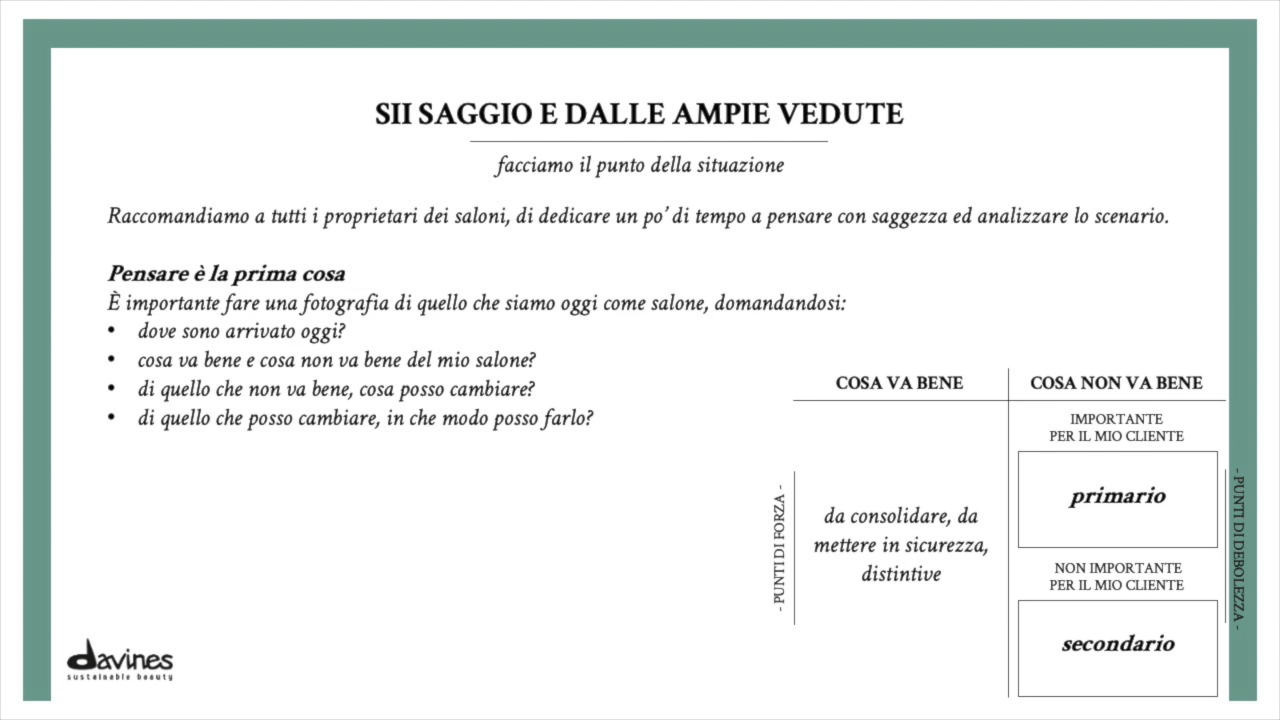 SII SAGGIO E DALLE AMPIE VEDUTE
facciamo il punto della situazione
Raccomandiamo a tutti i proprietari dei saloni, di dedicare un po’ di tempo a pensare con saggezza ed analizzare lo scenario.
Pensare è la prima cosa
È importante fare una fotografia di quello che siamo oggi come salone, domandandosi:
• dove sono arrivato oggi?
• cosa va bene e cosa non va bene del mio salone?
• di quello che non va bene, cosa posso cambiare?
• di quello che posso cambiare, in che modo posso farlo?
COSA VA BENE
COSA NON VA BENE
- PUNTI DI FORZA -
da consolidare, da
mettere in sicurezza,
distintive
IMPORTANTE
PER IL MIO CLIENTE
primario
NON IMPORTANTE
PER IL MIO CLIENTE
secondario
- PUNTI DI DEBOLEZZA -
davines
sustainable beauty